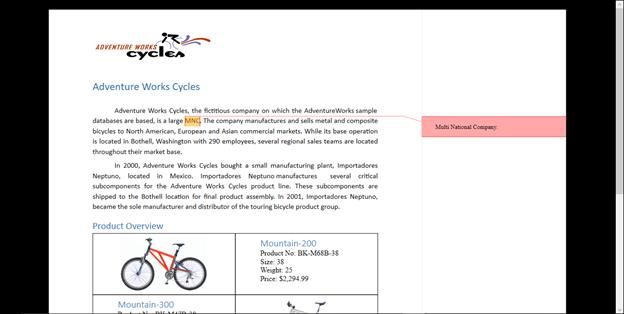 ADVENTURE WORKS
cycles
Adventure Works Cycles
Adventure Works Cycles, the fictitious company on which the AdventureWorks sample
databases are based, is a large MNC. The company manufactures and sells metal and composite
bicycles to North American, European and Asian commercial markets. While its base operation
is located in Bothell, Washington with 290 employees, several regional sales teams are located
throughout their market base.
Multi National Company.
In 2000, Adventure Works Cycles bought a small manufacturing plant, Importadores
Neptuno, located in Mexico. Importadores Neptuno manufactures several critical
subcomponents for the Adventure Works Cycles product line. These subcomponents are
shipped to the Bothell location for final product assembly. In 2001, Importadores Neptuno,
became the sole manufacturer and distributor of the touring bicycle product group.
Product Overview
Mountain-200
Product No: BK-M68B-38
Size: 38
Weight: 25
Price: $2,294.99
Mountain-300